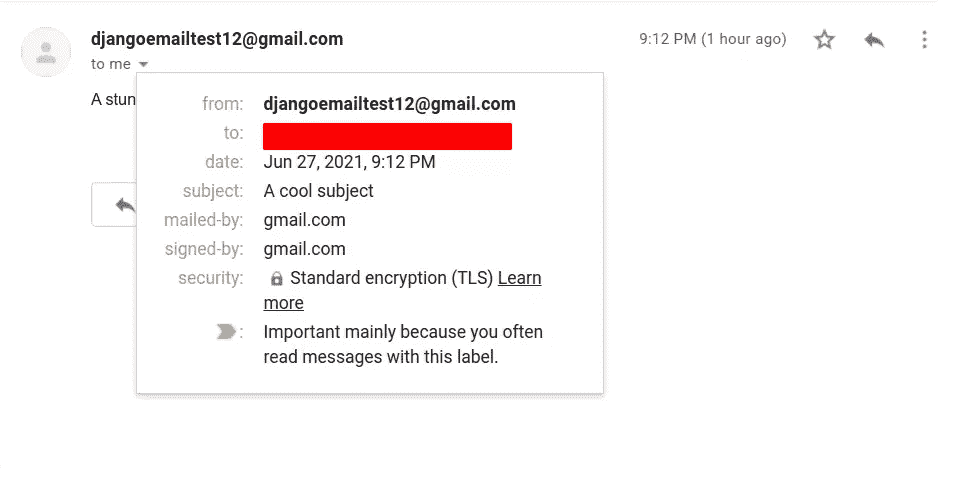 djangoemailtest12@gmail.com 9:12 PM (1 hour ago)
to me
A stun
from: djangoemailtest12@gmail.com
to:
date: Jun 27, 2021, 9:12 PM
subject: A cool subject
mailed-by: gmail.com
signed-by: gmail.com
security: Standard encryption (TLS) Learn
more
: Important mainly because you often
read messages with this label.